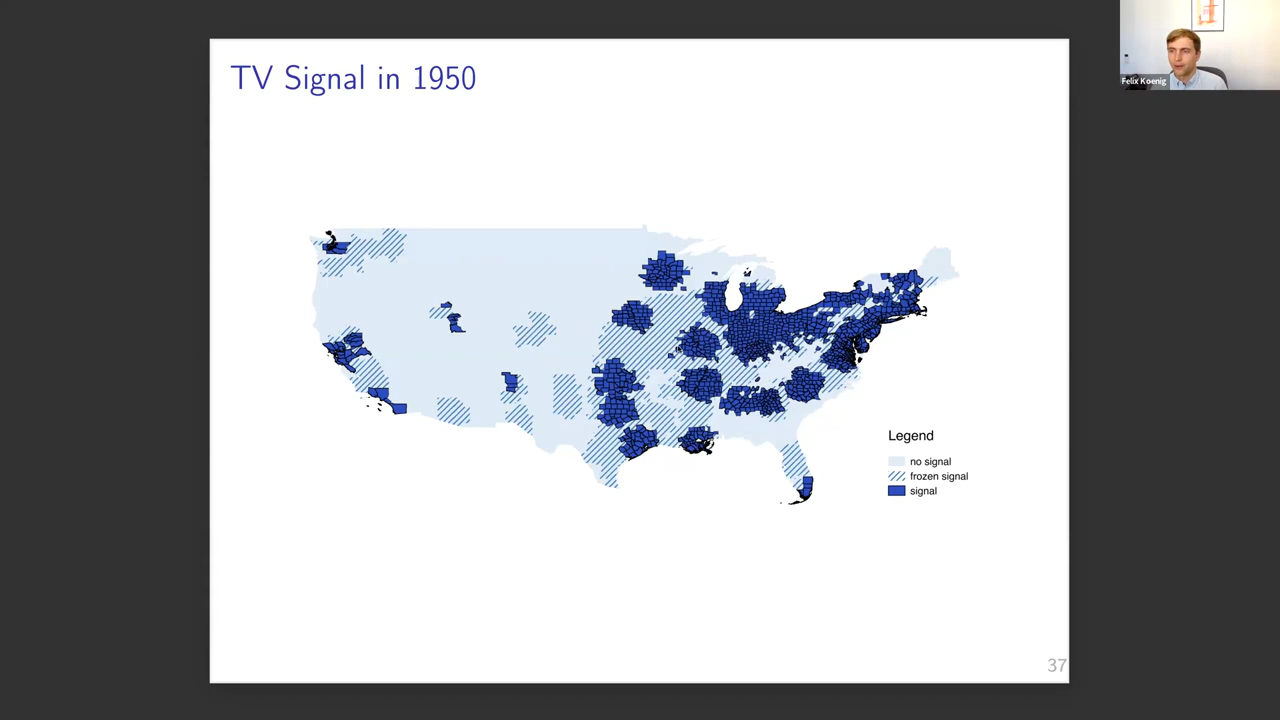 TV Signal in 1950
Felix Koenig
Legend
no signal
frozen signal
signal
37